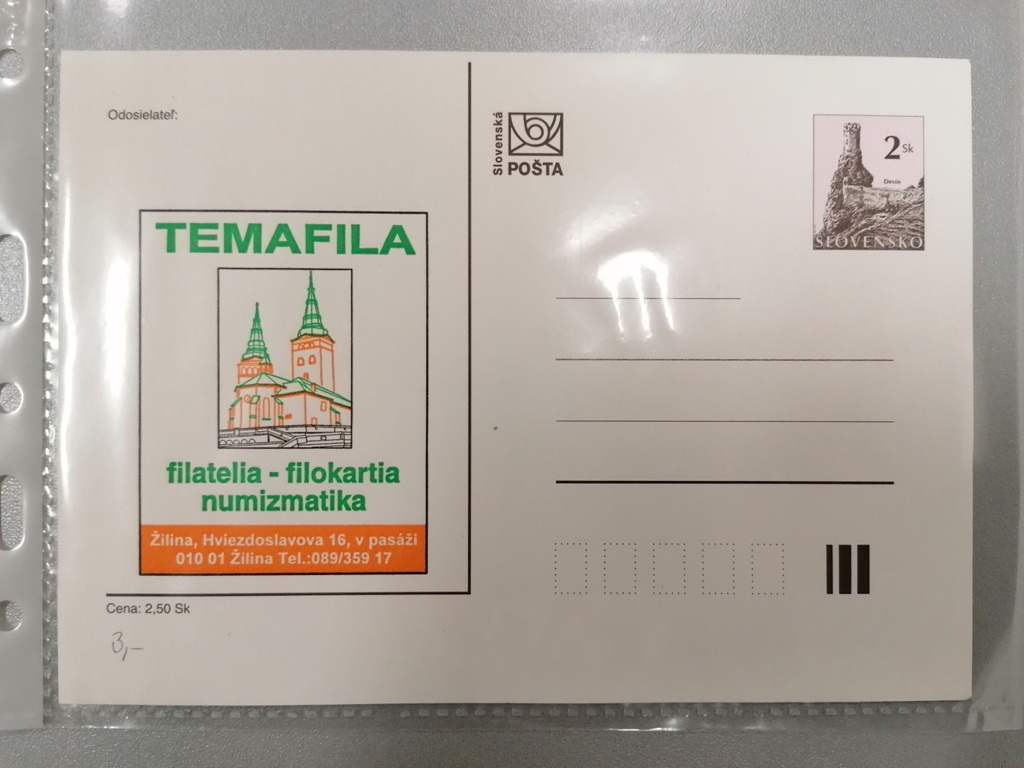 Odosielateľ:
TEMAFILA
filatelia - filokartia
numizmatika
Žilina, Hviezdoslavova 16, v pasáži
010 01 Žilina Tel.:089/359 17
Cena: 2,50 Sk
3,-
Slovenská
POŠTA
2 Sk
Devín
SLOVENSKO